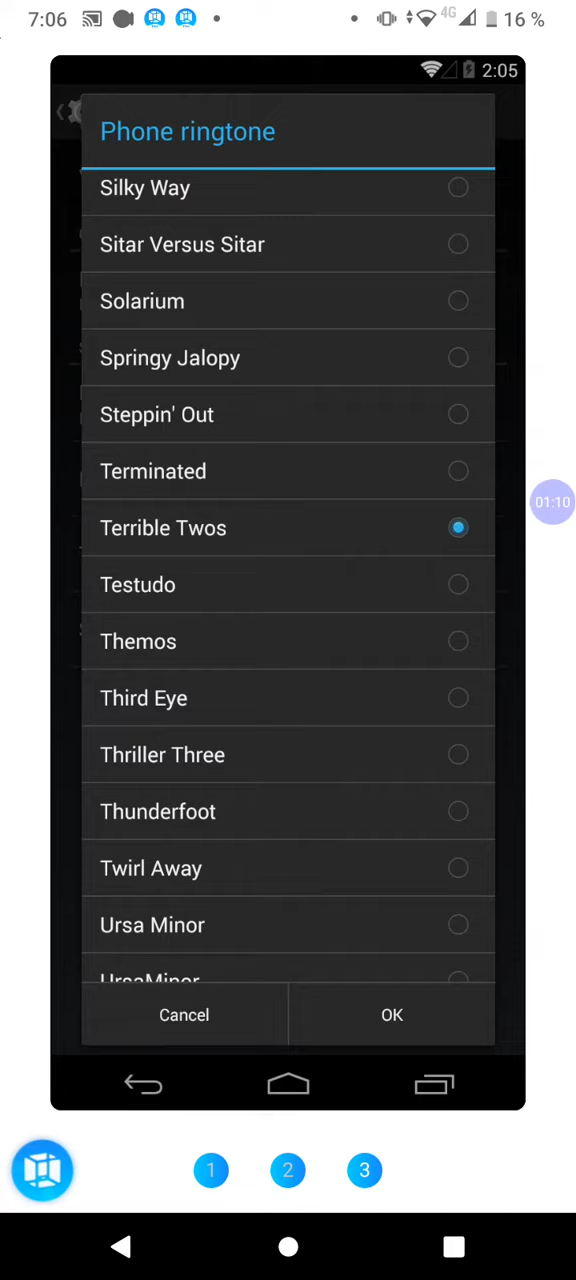 7:06
4G
16 %
2:05
Phone ringtone
Silky Way
Sitar Versus Sitar
Solarium
Springy Jalopy
Steppin' Out
Terminated
01:10
Terrible Twos
Testudo
Themos
Third Eye
Thriller Three
Thunderfoot
Twirl Away
Ursa Minor
UrsaMinor
Cancel
OK
1
2
3